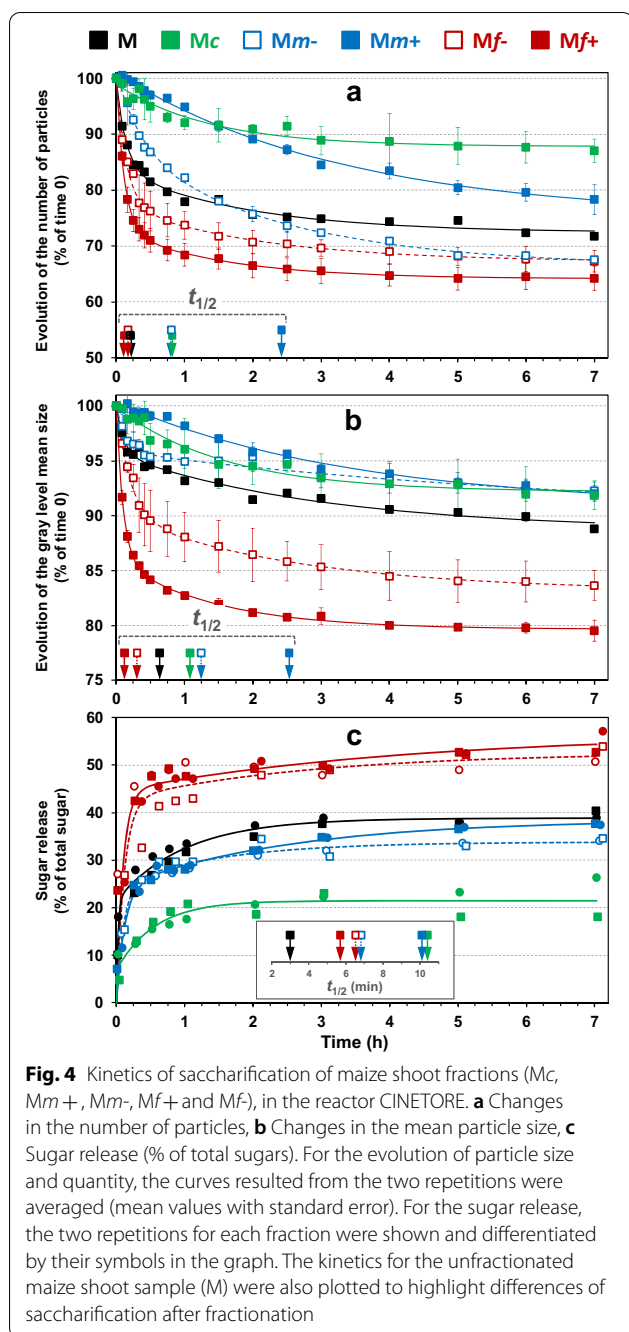 M Mc Mm- Mm+ Mf- Mf+
a
Evolution of the number of particles
(% of time 0)
100
90
80
70
60
50
t1/2
0 1 2 3 4 5 6 7
b
Evolution of the gray level mean size
(% of time 0)
100
95
90
85
80
75
t1/2
0 1 2 3 4 5 6 7
c
Sugar release
(% of total sugar)
60
50
40
30
20
10
0
2 4 6 8 10
t1/2 (min)
0 1 2 3 4 5 6 7
Time (h)
Fig. 4 Kinetics of saccharification of maize shoot fractions (Mc,
Mm+, Mm-, Mf+ and Mf-), in the reactor CINETORE. a Changes
in the number of particles, b Changes in the mean particle size, c
Sugar release (% of total sugars). For the evolution of particle size
and quantity, the curves resulted from the two repetitions were
averaged (mean values with standard error). For the sugar release,
the two repetitions for each fraction were shown and differentiated
by their symbols in the graph. The kinetics for the unfractionated
maize shoot sample (M) were also plotted to highlight differences of
saccharification after fractionation